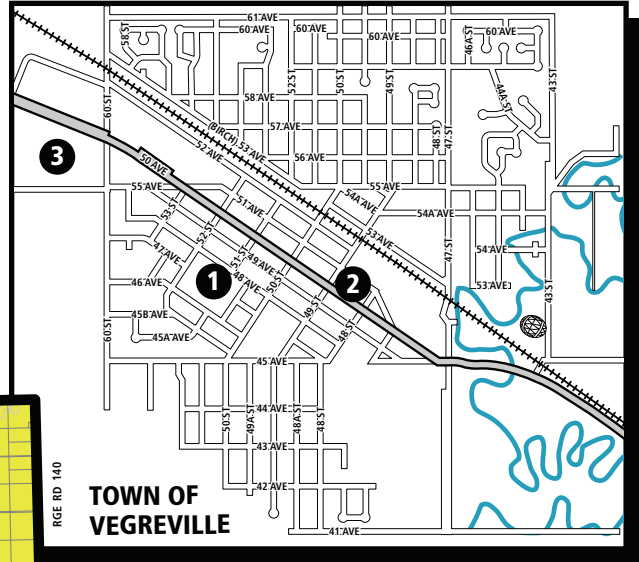 61 AVE
58 ST
60 AVE
60 AVE
60 AVE
46A ST
60 AVE
52 ST
50 ST
49 ST
43 ST
44A ST
58 AVE
60 ST
57 AVE
(BIRCH) 53 AVE
48 ST
47 ST
52 AVE
56 AVE
50 AVE
3
55 AVE
55 AVE
54A AVE
53 ST
51 AVE
54A AVE
52 ST
53 AVE
47 AVE
51 ST
49 AVE
47 ST
54 AVE
46 AVE
1
48 AVE
50 ST
2
53 AVE
43 ST
49 ST
45B AVE
60 ST
48 ST
45A AVE
45 AVE
44 AVE
50 ST
49A ST
48A ST
48 ST
43 AVE
42 AVE
RGE RD 140
TOWN OF
VEGREVILLE
41 AVE